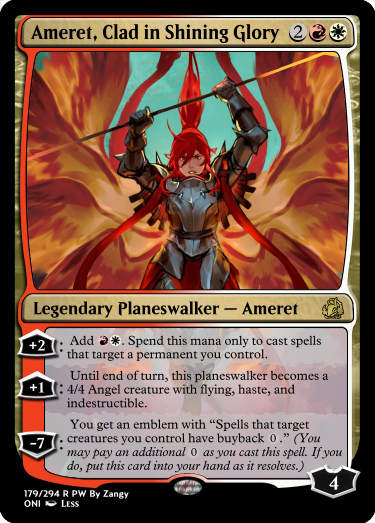 Ameret, Clad in Shining Glory 2
Legendary Planeswalker — Ameret
+2: Add . Spend this mana only to cast spells
that target a permanent you control.
+1: Until end of turn, this planeswalker becomes a
4/4 Angel creature with flying, haste, and
indestructible.
-7: You get an emblem with “Spells that target
creatures you control have buyback 0.” (You
may pay an additional 0 as you cast this spell. If you
do, put this card into your hand as it resolves.)
4
179/294 R PW By Zangy
ONI Less